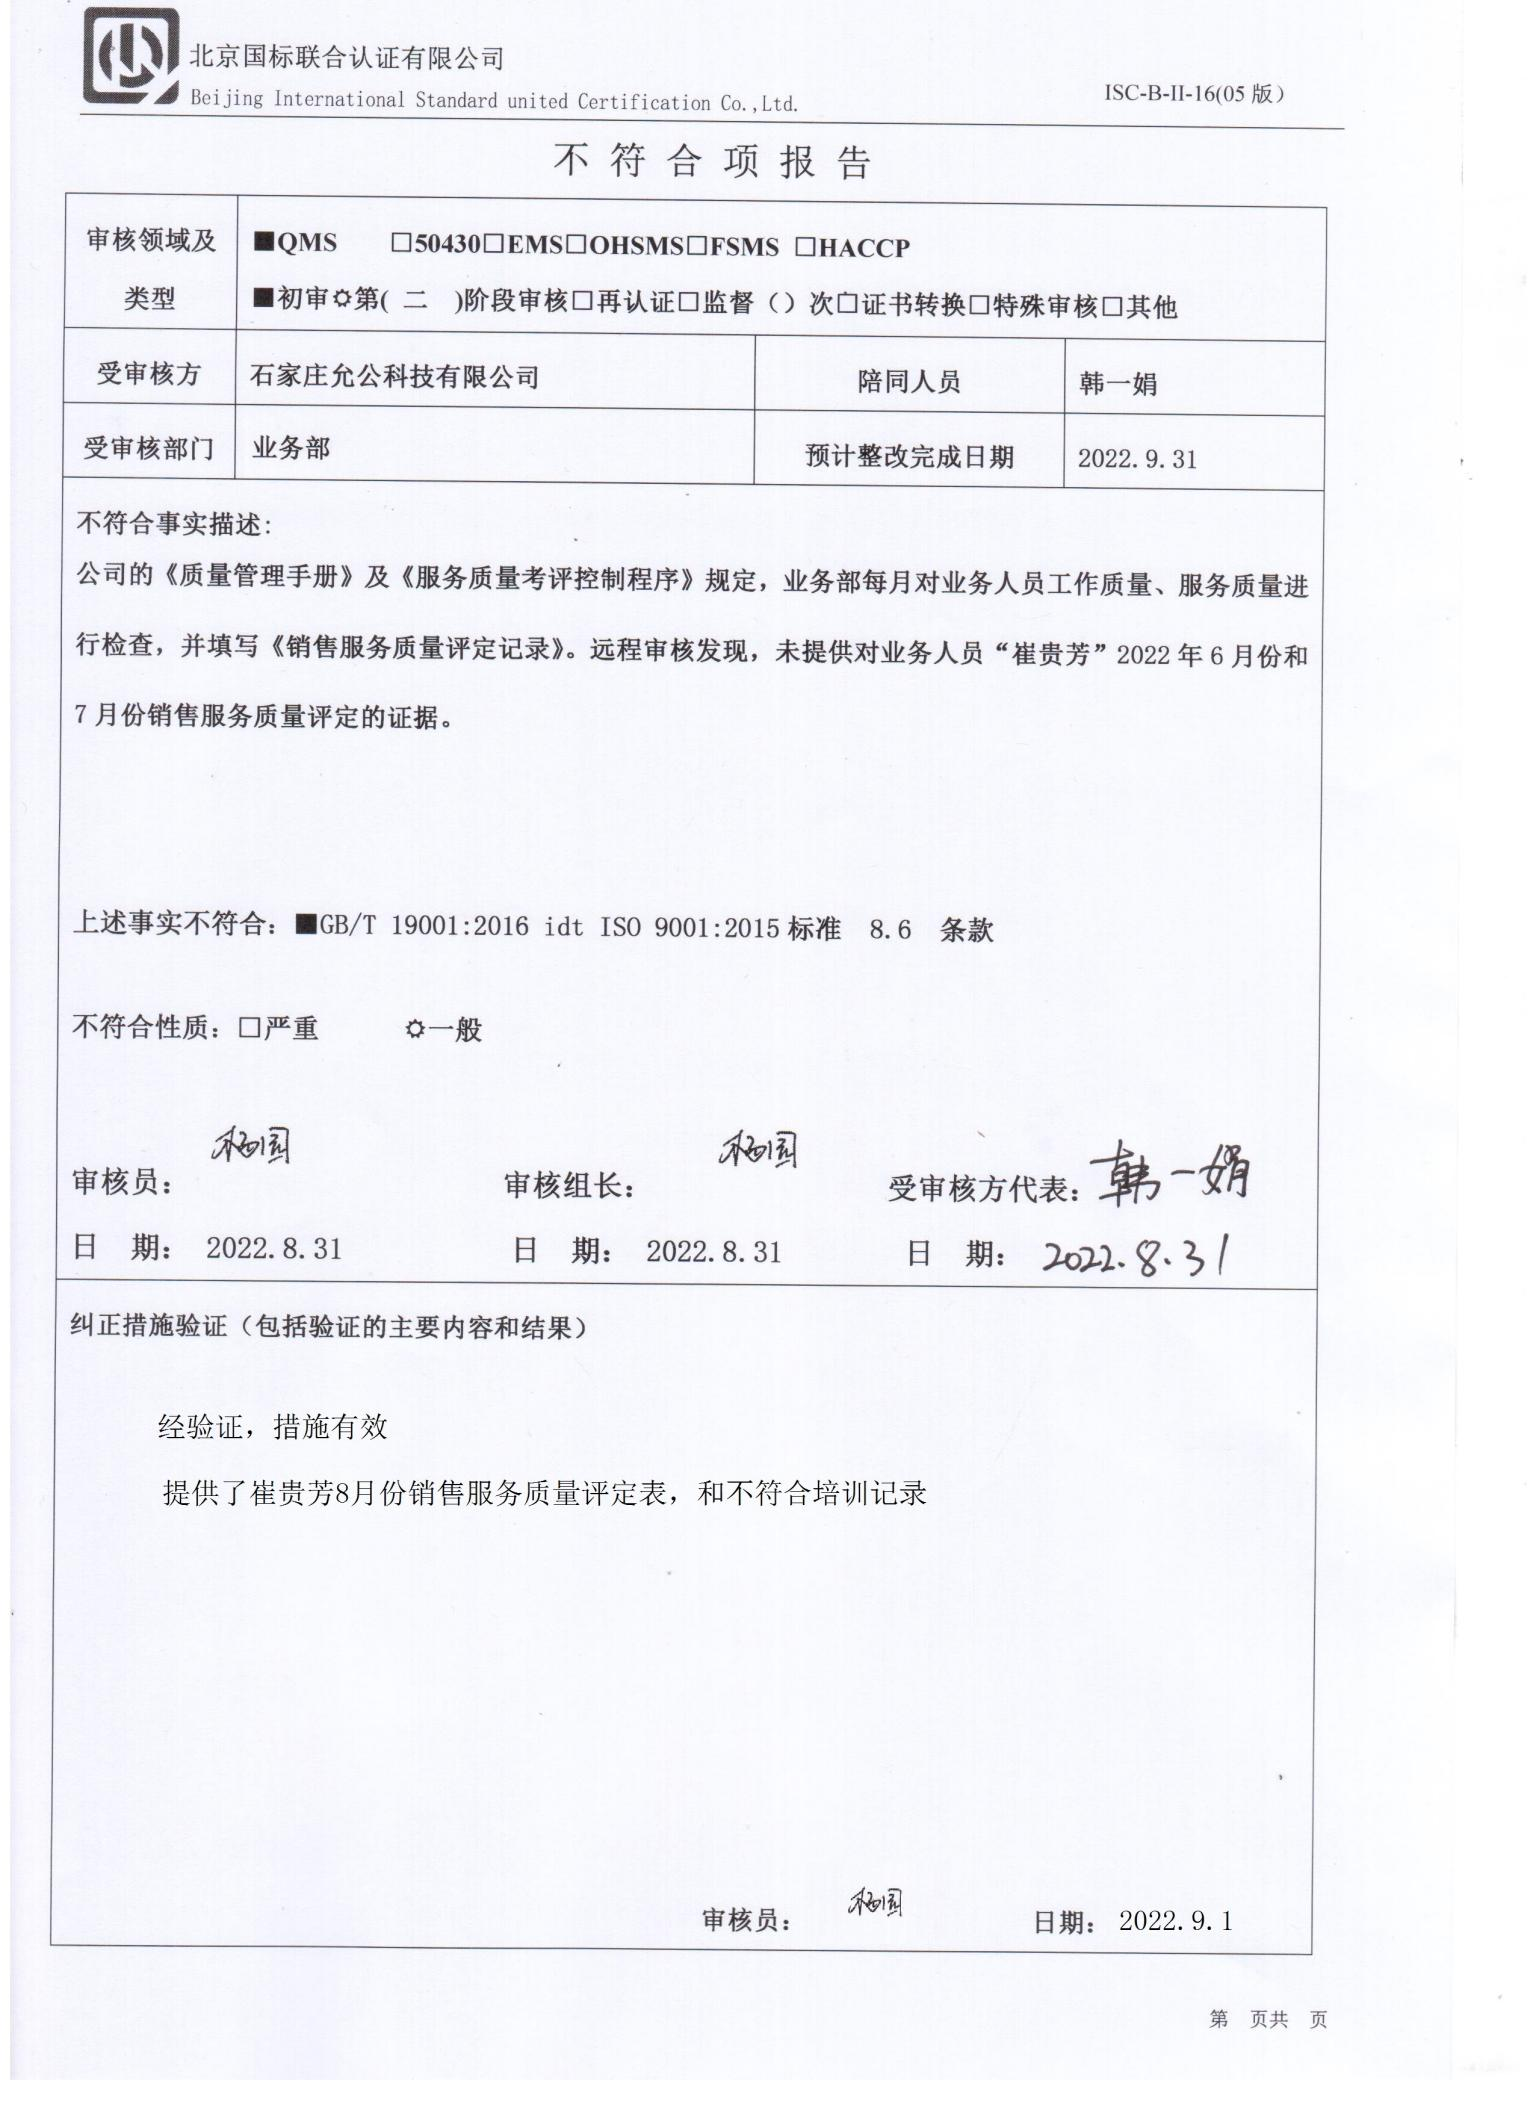 北京国标联合认证有限公司
Beijing International Standard united Certification Co.,Ltd.
ISC-B-II-16(05 版）
不 符 合 项 报 告
审核领域及类型
■QMS □50430□EMS□OHSMS□FSMS □HACCP
■初审✡第( 二 )阶段审核□再认证□监督（）次□证书转换□特殊审核□其他
受审核方 石家庄允公科技有限公司 陪同人员 韩一娟
受审核部门 业务部 预计整改完成日期 2022.9.31
不符合事实描述:
公司的《质量管理手册》及《服务质量考评控制程序》规定，业务部每月对业务人员工作质量、服务质量进
行检查，并填写《销售服务质量评定记录》。远程审核发现，未提供对业务人员“崔贵芳”2022 年 6 月份和
7 月份销售服务质量评定的证据。
上述事实不符合: ■GB/T 19001:2016 idt ISO 9001:2015 标准 8.6 条款
不符合性质: □严重 ✡一般
审核员: 审核组长: 受审核方代表: 韩一娟
日 期: 2022.8.31 日 期: 2022.8.31 日 期: 2022.8.31
纠正措施验证（包括验证的主要内容和结果）
经验证，措施有效
提供了崔贵芳8月份销售服务质量评定表，和不符合培训记录
审核员: 日期: 2022.9.1
第 页共 页